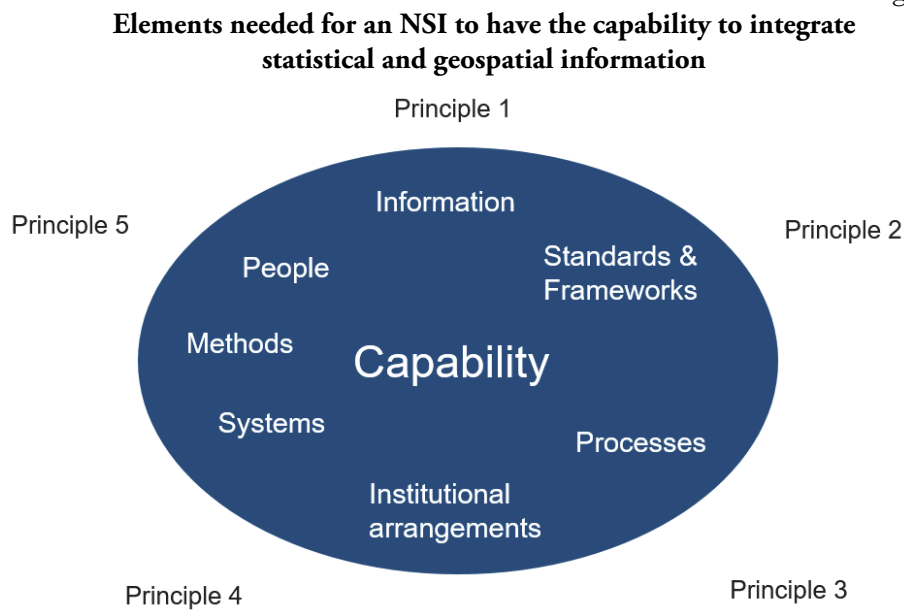 Elements needed for an NSI to have the capability to integrate
statistical and geospatial information
Principle 1
Information
Principle 5
Principle 2
People
Standards &
Frameworks
Methods
Capability
Systems
Processes
Institutional
arrangements
Principle 4
Principle 3